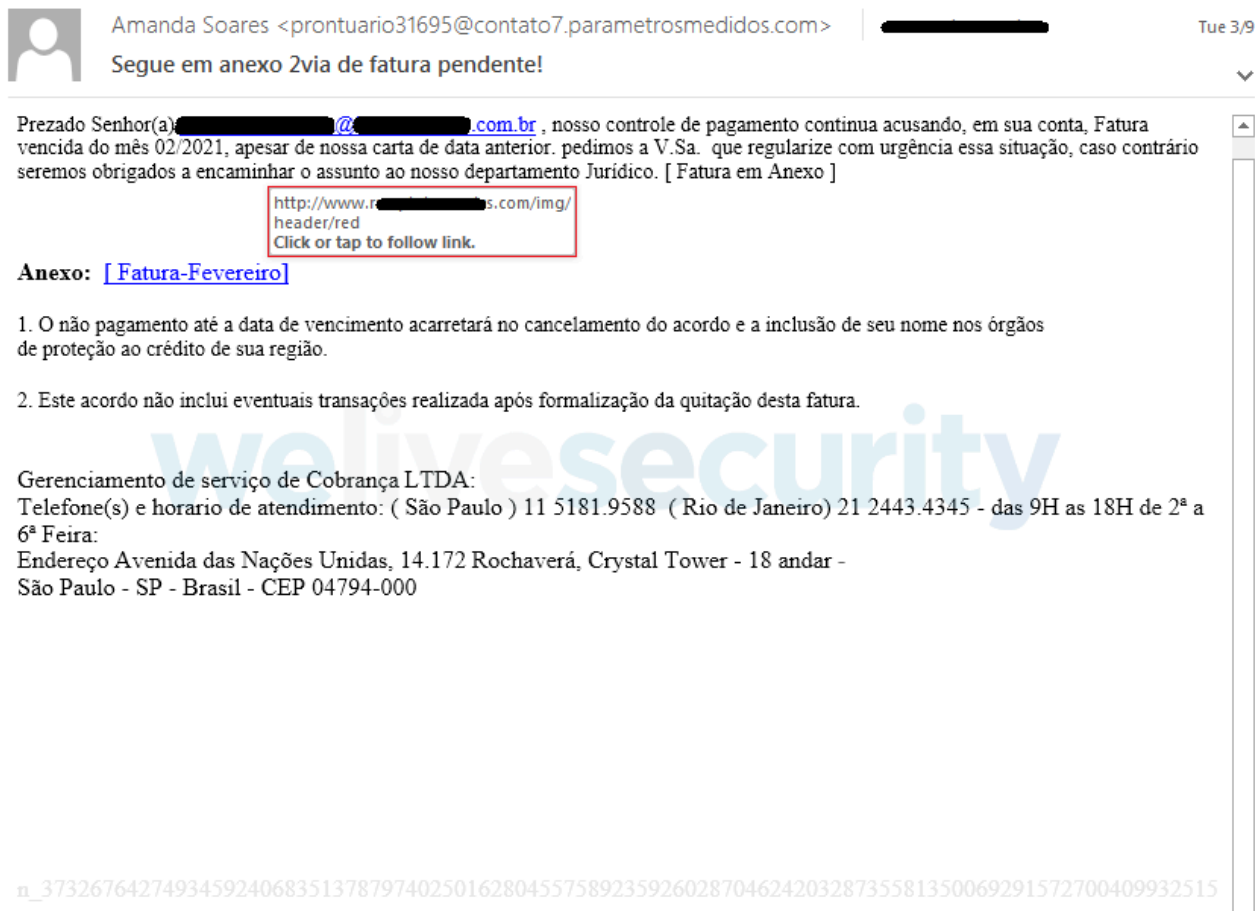 Amanda Soares <prontuario31695@contato7.parametrosmedidos.com>
Tue 3/9
Segue em anexo 2via de fatura pendente!
Prezado Senhor(a) @ .com.br , nosso controle de pagamento continua acusando, em sua conta, Fatura
vencida do mês 02/2021, apesar de nossa carta de data anterior. pedimos a V.Sa. que regularize com urgência essa situação, caso contrário
seremos obrigados a encaminhar o assunto ao nosso departamento Jurídico. [ Fatura em Anexo ]
http://www.r s.com/img/
header/red
Click or tap to follow link.
Anexo: [ Fatura-Fevereiro]
1. O não pagamento até a data de vencimento acarretará no cancelamento do acordo e a inclusão de seu nome nos órgãos
de proteção ao crédito de sua região.
2. Este acordo não inclui eventuais transações realizada após formalização da quitação desta fatura.
welivesecurity
Gerenciamento de serviço de Cobrança LTDA:
Telefone(s) e horario de atendimento: ( São Paulo ) 11 5181.9588 ( Rio de Janeiro) 21 2443.4345 - das 9H as 18H de 2ª a
6ª Feira:
Endereço Avenida das Nações Unidas, 14.172 Rochaverá, Crystal Tower - 18 andar -
São Paulo - SP - Brasil - CEP 04794-000
n_373267642749345924068351378797402501628045575892359260287046242032873558135006929157270040993251​5